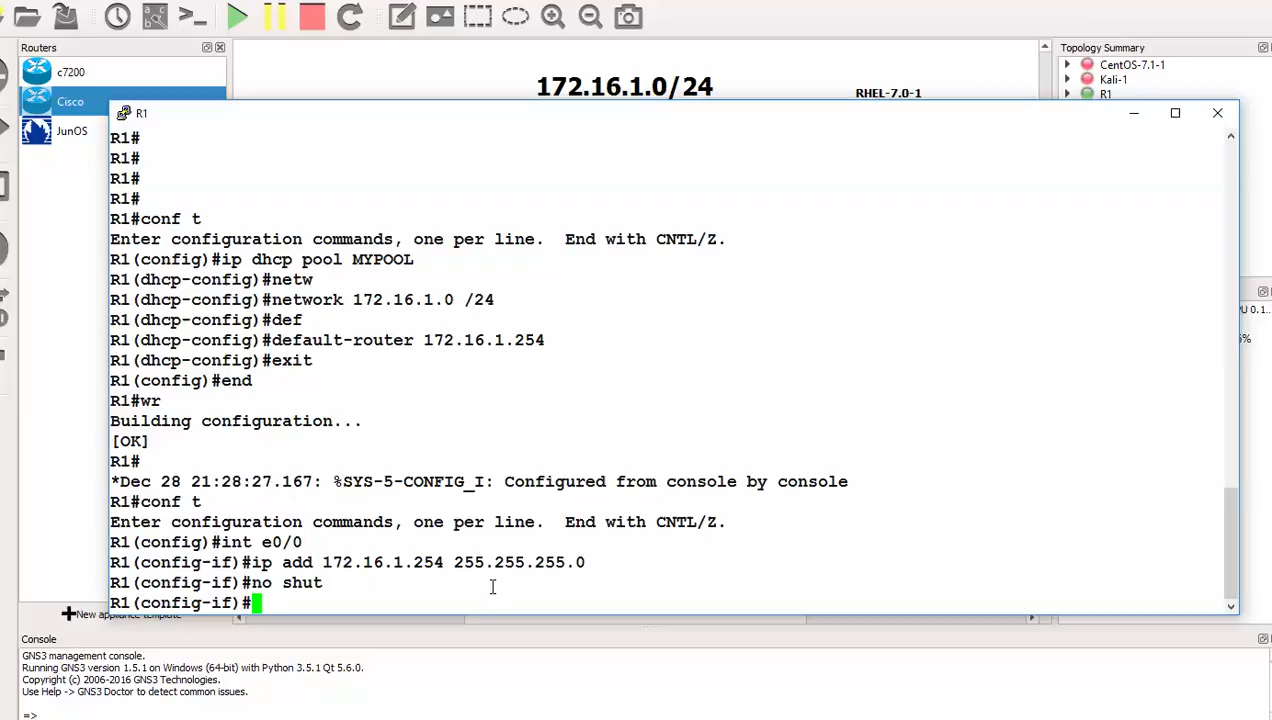 Routers
c7200
Cisco
JunOS
172.16.1.0/24
RHEL-7.0-1
Topology Summary
CentOS-7.1-1
Kali-1
R1
R1
R1#
R1#
R1#
R1#
R1#conf t
Enter configuration commands, one per line.  End with CNTL/Z.
R1(config)#ip dhcp pool MYPOOL
R1(dhcp-config)#netw
R1(dhcp-config)#network 172.16.1.0 /24
R1(dhcp-config)#def
R1(dhcp-config)#default-router 172.16.1.254
R1(dhcp-config)#exit
R1(config)#end
R1#wr
Building configuration...
[OK]
R1#
*Dec 28 21:28:27.167: %SYS-5-CONFIG_I: Configured from console by console
R1#conf t
Enter configuration commands, one per line.  End with CNTL/Z.
R1(config)#int e0/0
R1(config-if)#ip add 172.16.1.254 255.255.255.0
R1(config-if)#no shut
R1(config-if)#
New appliance template
Console
GNS3 management console.
Running GNS3 version 1.5.1 on Windows (64-bit) with Python 3.5.1 Qt 5.6.0.
Copyright (c) 2006-2016 GNS3 Technologies.
Use Help -> GNS3 Doctor to detect common issues.
=>